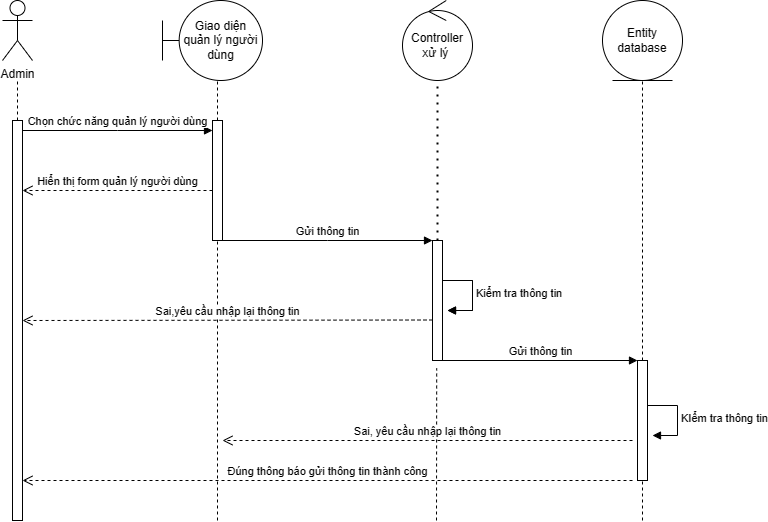 Giao diện
quản lý người
dùng
Controller
xử lý
Entity
database
Admin
Chọn chức năng quản lý người dùng
Hiển thị form quản lý người dùng
Gửi thông tin
Kiểm tra thông tin
Sai,yêu cầu nhập lại thông tin
Gửi thông tin
KIểm tra thông tin
Sai, yêu cầu nhập lại thông tin
Đúng thông báo gửi thông tin thành công